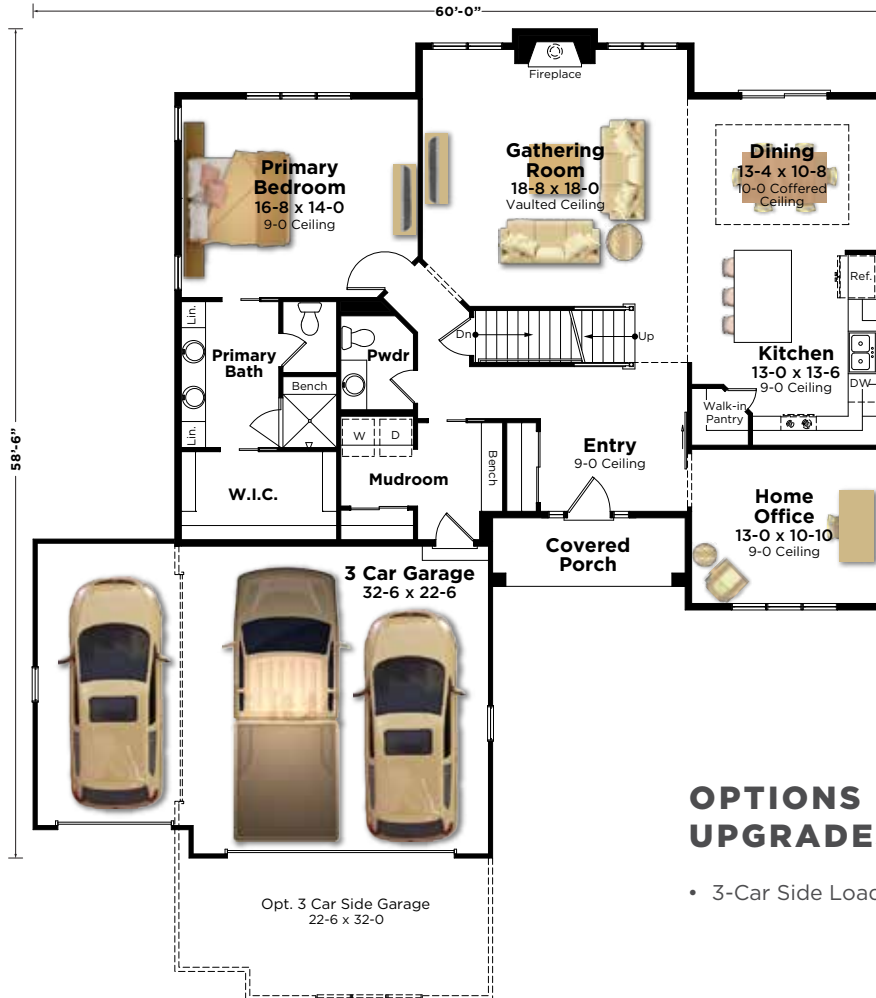 60’-0”
58’-6”
Fireplace
Primary
Bedroom
16-8 x 14-0
9-0 Ceiling
Gathering
Room
18-8 x 18-0
Vaulted Ceiling
Dining
13-4 x 10-8
10-0 Coffered
Ceiling
Ref.
Lin.
Primary
Bath
Bench
Lin.
Pwdr
Dn
Up
Kitchen
13-0 x 13-6
9-0 Ceiling
DW
Walk-in
Pantry
W
D
Mudroom
Bench
W.I.C.
Entry
9-0 Ceiling
Home
Office
13-0 x 10-10
9-0 Ceiling
Covered
Porch
3 Car Garage
32-6 x 22-6
Opt. 3 Car Side Garage
22-6 x 32-0
OPTIONS
UPGRADE
• 3-Car Side Load